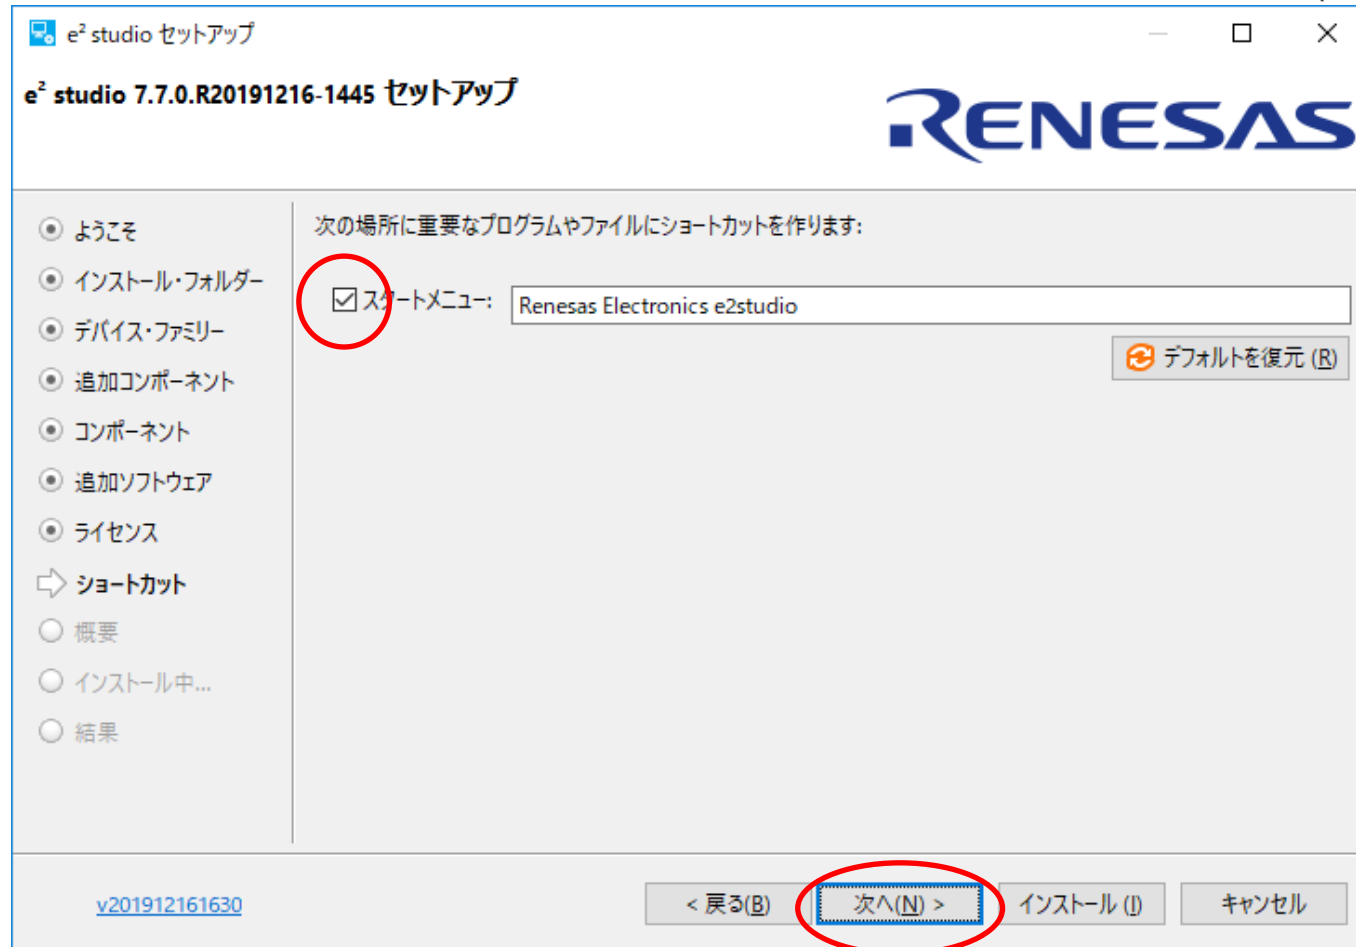 e² studio セットアップ
e² studio 7.7.0.R20191216-1445 セットアップ
RENESAS
ようこそ
インストール・フォルダー
デバイス・ファミリー
追加コンポーネント
コンポーネント
追加ソフトウェア
ライセンス
ショートカット
概要
インストール中...
結果
次の場所に重要なプログラムやファイルにショートカットを作ります:
スタートメニュー: Renesas Electronics e2studio
デフォルトを復元 (R)
v201912161630
< 戻る(B) 次へ(N) > インストール (I) キャンセル